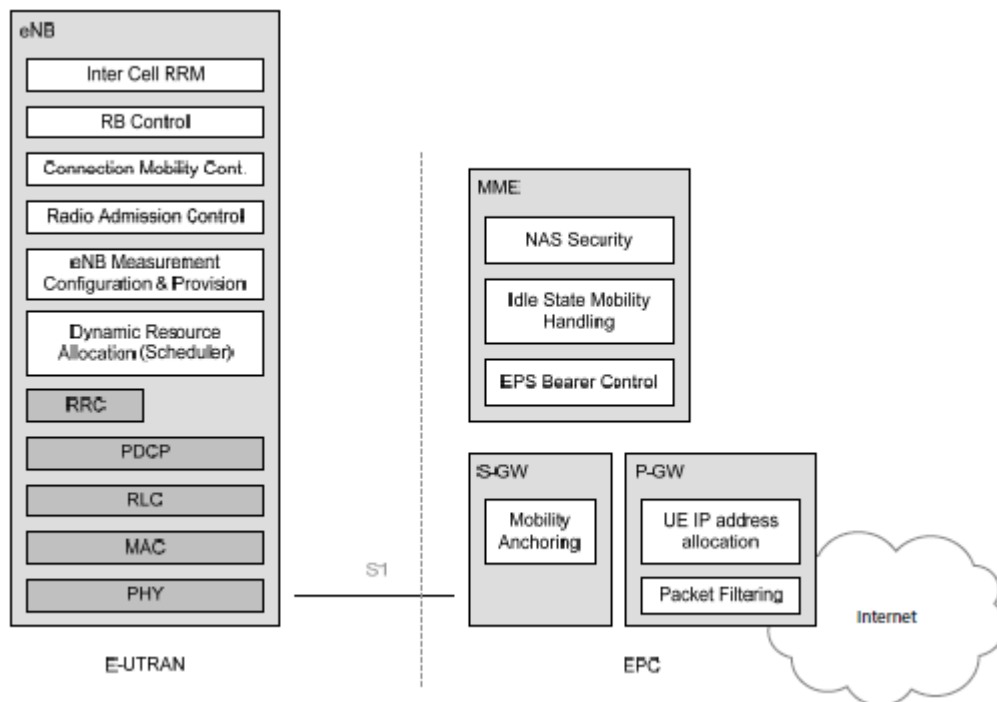 eNB
Inter Cell RRM
RB Control
Connection Mobility Cont.
Radio Admission Control
eNB Measurement
Configuration & Provision
Dynamic Resource
Allocation (Scheduler)
RRC
PDCP
RLC
MAC
PHY
E-UTRAN
S1
MME
NAS Security
Idle State Mobility
Handling
EPS Bearer Control
S-GW
Mobility
Anchoring
P-GW
UE IP address
allocation
Packet Filtering
EPC
Internet